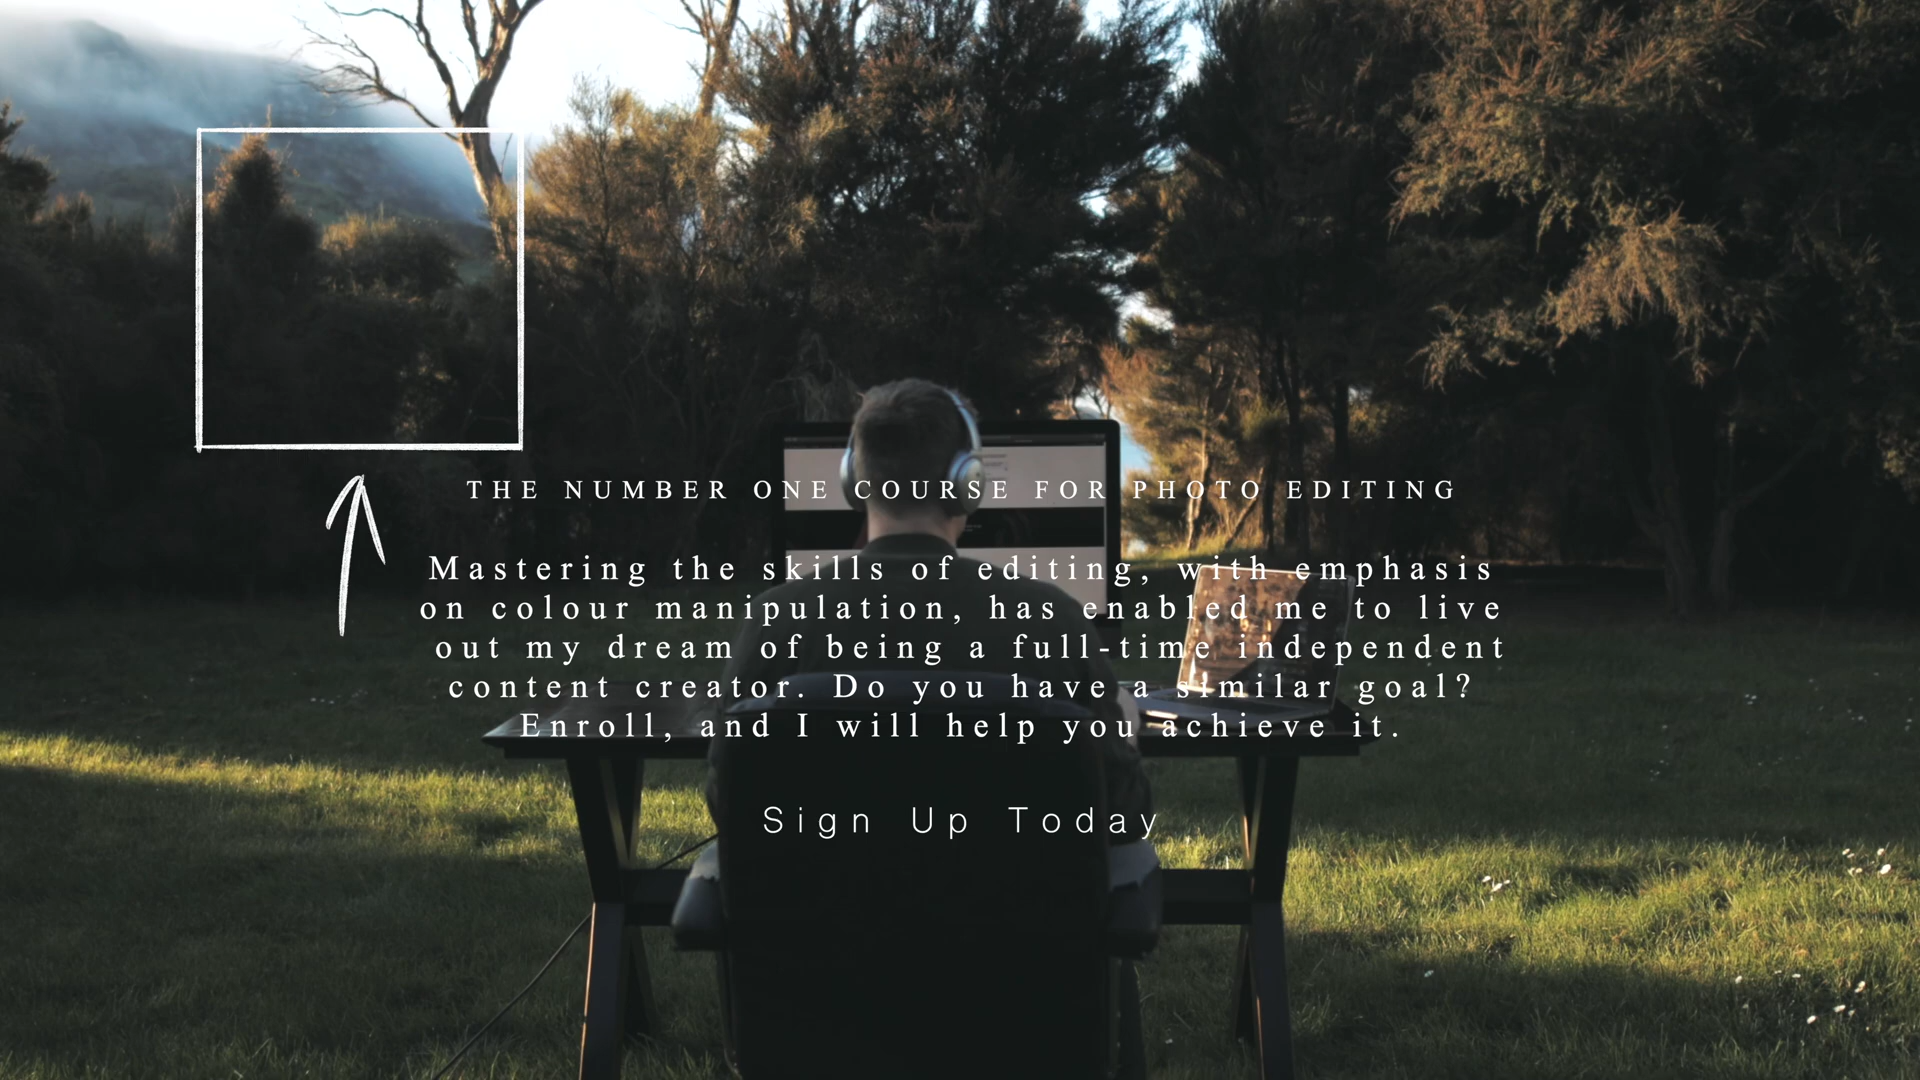 THE NUMBER ONE COURSE FOR PHOTO EDITING
Mastering the skills of editing, with emphasis
on colour manipulation, has enabled me to live
out my dream of being a full-time independent
content creator. Do you have a similar goal?
Enroll, and I will help you achieve it.
Sign Up Today